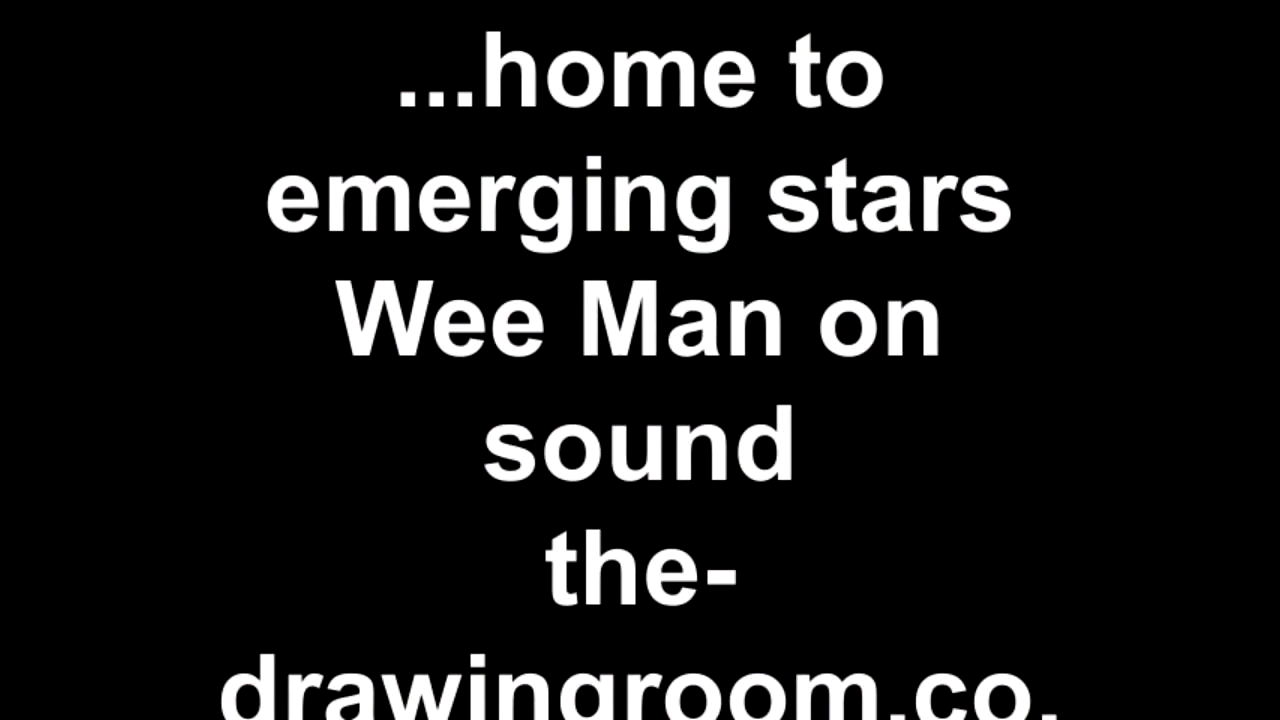 ...home to
emerging stars
Wee Man on
sound
the-
drawingroom.co.